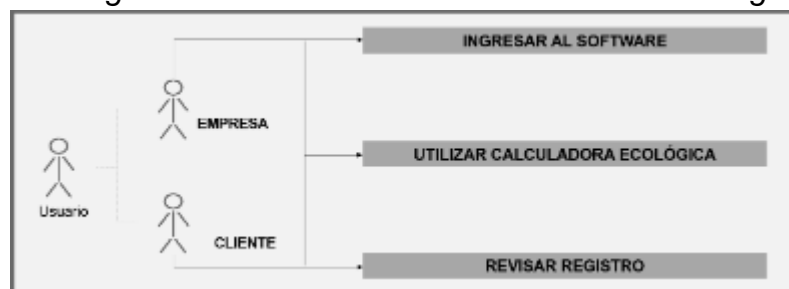 INGRESAR AL SOFTWARE
EMPRESA
UTILIZAR CALCULADORA ECOLÓGICA
Usuario
CLIENTE
REVISAR REGISTRO